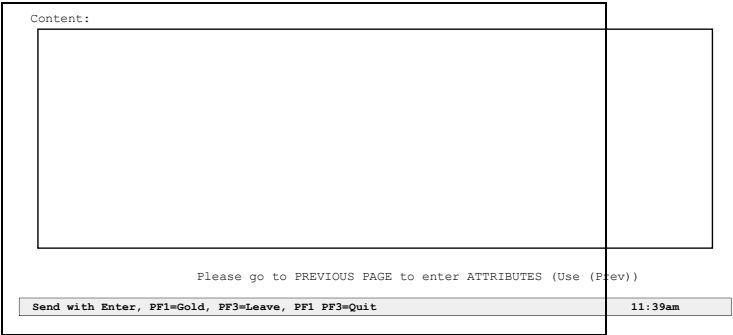 Content:
Please go to PREVIOUS PAGE to enter ATTRIBUTES (Use (Prev))
Send with Enter, PF1=Gold, PF3=Leave, PF1 PF3=Quit 11:39am